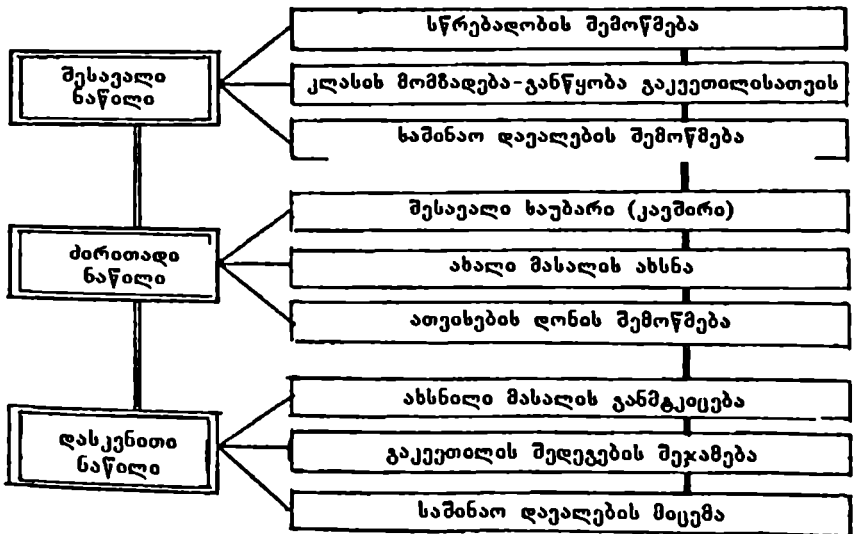 შესავალი
ნაწილი
სწრებადობის შემოწმება
კლასის მომზადება-განწყობა გაკვეთილისათვის
საშინაო დავალების შემოწმება
ძირითადი
ნაწილი
შესავალი საუბარი (კავშირი)
ახალი მასალის ახსნა
ათვისების დონის შემოწმება
დასკვნითი
ნაწილი
ახსნილი მასალის განმტკიცება
გაკვეთილის შედეგების შეჯამება
საშინაო დავალების მიცემა